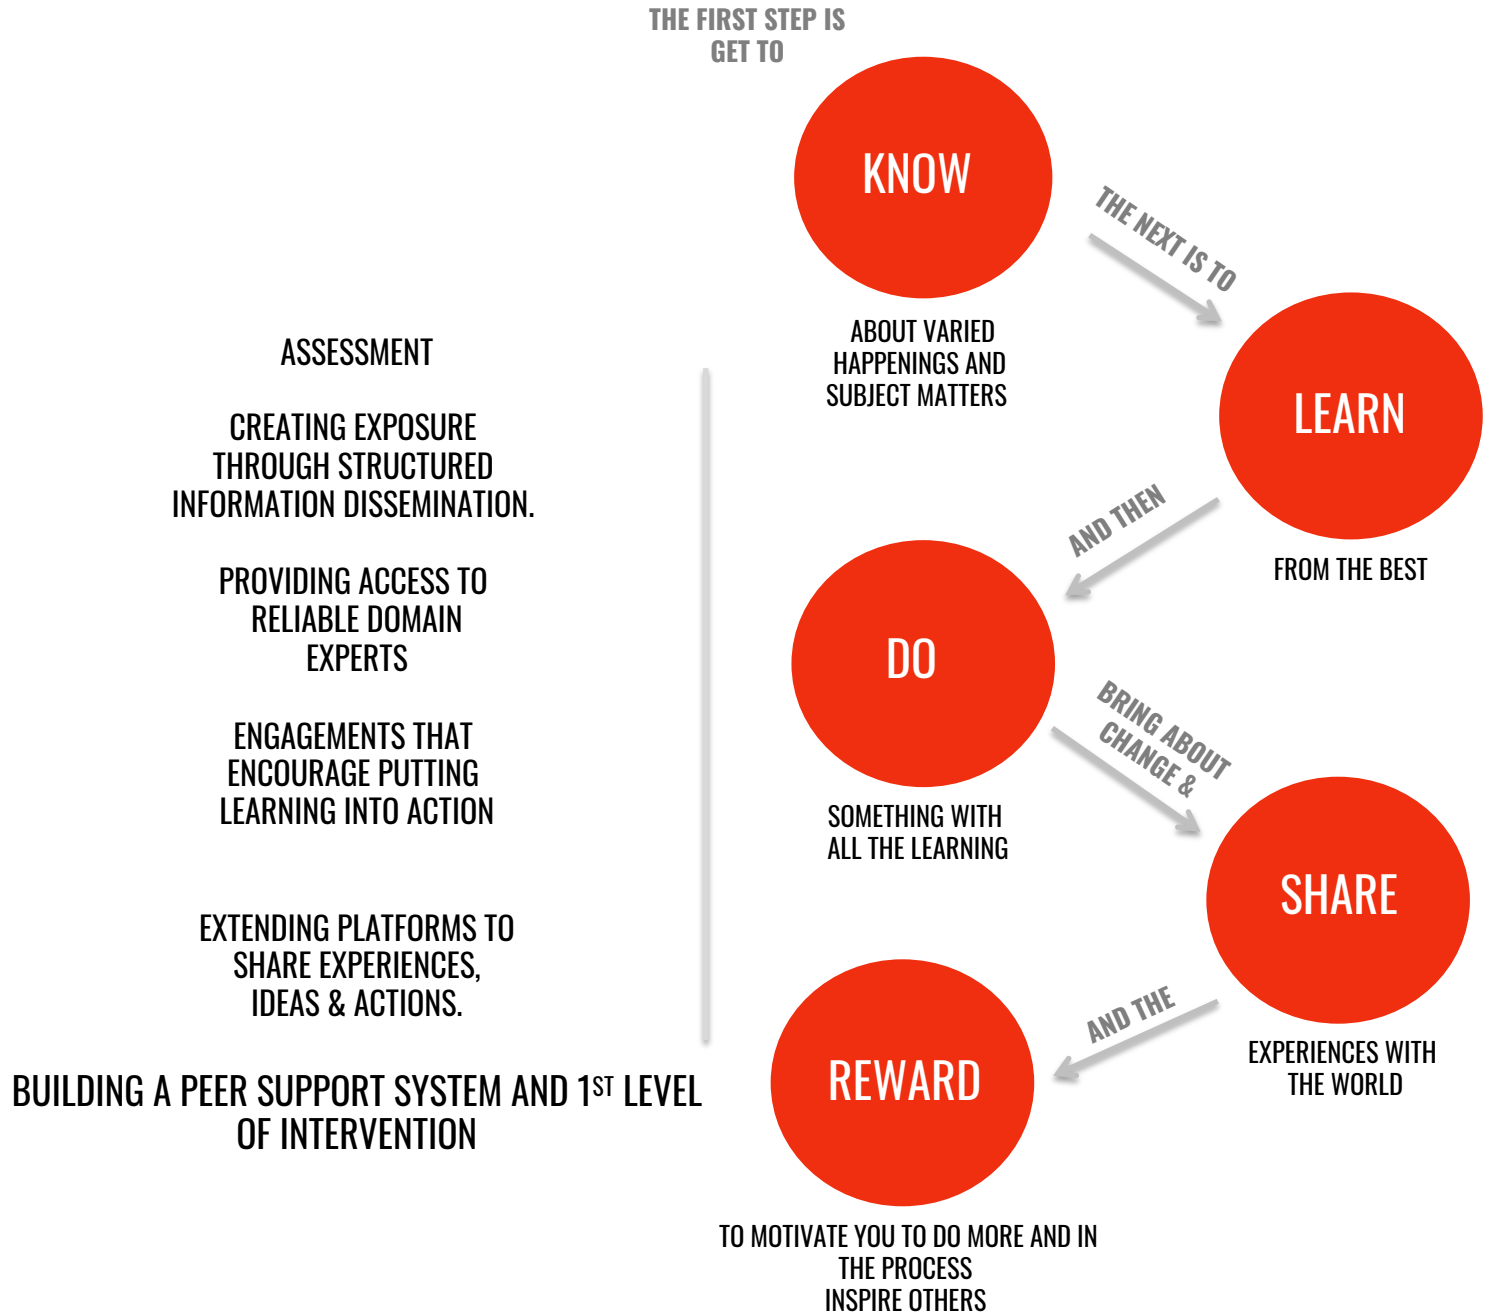 THE FIRST STEP IS
GET TO
KNOW
ABOUT VARIED
HAPPENINGS AND
SUBJECT MATTERS
THE NEXT IS TO
LEARN
FROM THE BEST
AND THEN
DO
SOMETHING WITH
ALL THE LEARNING
BRING ABOUT
CHANGE &
SHARE
EXPERIENCES WITH
THE WORLD
AND THE
REWARD
TO MOTIVATE YOU TO DO MORE AND IN
THE PROCESS
INSPIRE OTHERS
ASSESSMENT
CREATING EXPOSURE
THROUGH STRUCTURED
INFORMATION DISSEMINATION.
PROVIDING ACCESS TO
RELIABLE DOMAIN
EXPERTS
ENGAGEMENTS THAT
ENCOURAGE PUTTING
LEARNING INTO ACTION
EXTENDING PLATFORMS TO
SHARE EXPERIENCES,
IDEAS & ACTIONS.
BUILDING A PEER SUPPORT SYSTEM AND 1ST LEVEL
OF INTERVENTION